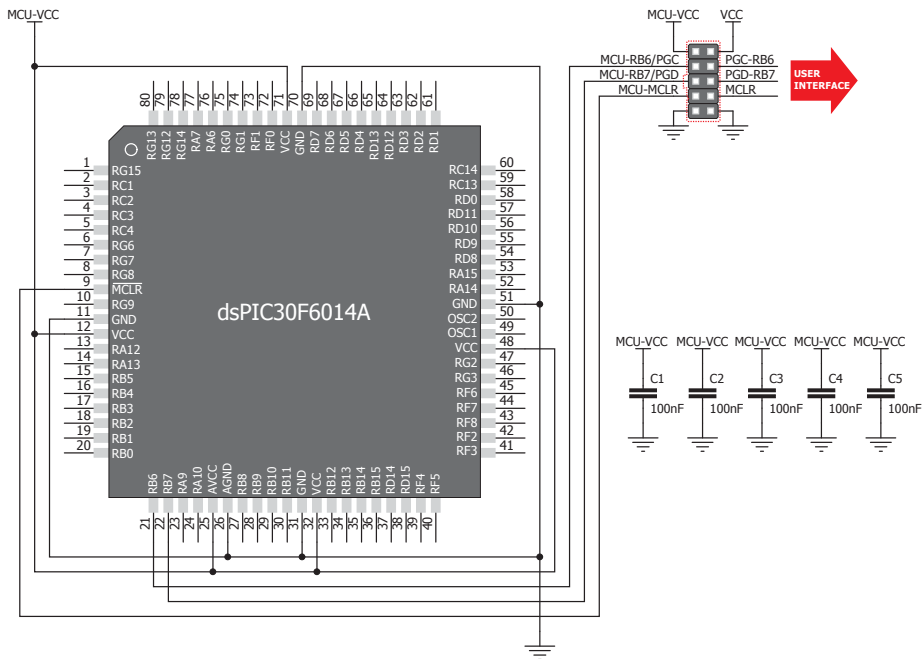 MCU-VCC
MCU-VCC VCC
MCU-RB6/PGC PGC-RB6
MCU-RB7/PGD PGD-RB7
MCU-MCLR MCLR
USER
INTERFACE
80 79 78 77 76 75 74 73 72 71 70 69 68 67 66 65 64 63 62 61
RG13 RG12 RG14 RA7 RA6 RG0 RG1 RF1 RF0 VCC GND RD7 RD6 RD5 RD4 RD13 RD12 RD3 RD2 RD1
1 RG15 RC14 60
2 RC1 RC13 59
3 RC2 RD0 58
4 RC3 RD11 57
5 RC4 RD10 56
6 RG6 RD9 55
7 RG7 RD8 54
8 RG8 RA15 53
9 MCLR RA14 52
10 RG9 GND 51
11 GND OSC2 50
12 VCC OSC1 49
13 RA12 VCC 48
14 RA13 RG2 47
15 RB5 RG3 46
16 RB4 RF6 45
17 RB3 RF7 44
18 RB2 RF8 43
19 RB1 RF2 42
20 RB0 RF3 41
dsPIC30F6014A
RB6 RB7 RA9 RA10 AVCC AGND RB8 RB9 RB10 RB11 GND VCC RB12 RB13 RB14 RB15 RD14 RD15 RF4 RF5
21 22 23 24 25 26 27 28 29 30 31 32 33 34 35 36 37 38 39 40
MCU-VCC MCU-VCC MCU-VCC MCU-VCC MCU-VCC
C1 C2 C3 C4 C5
100nF 100nF 100nF 100nF 100nF